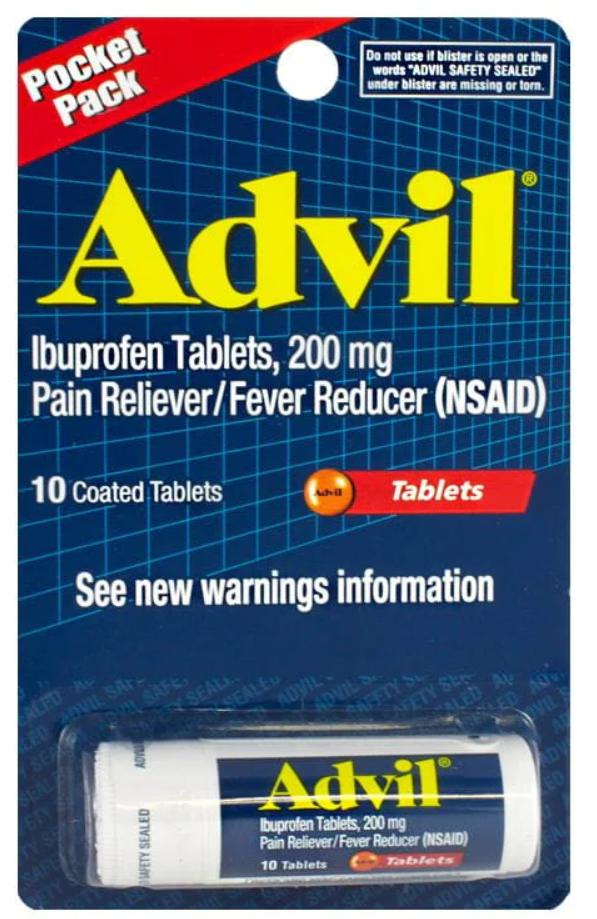 Pocket
Pack
Do not use if blister is open or the
words "ADVIL SAFETY SEALED"
under blister are missing or torn.
Advil®
Ibuprofen Tablets, 200 mg
Pain Reliever/Fever Reducer (NSAID)
10 Coated Tablets
Advil Tablets
See new warnings information
SAFETY SEALED
Advil®
Ibuprofen Tablets, 200 mg
Pain Reliever/Fever Reducer (NSAID)
10 Tablets Tablets